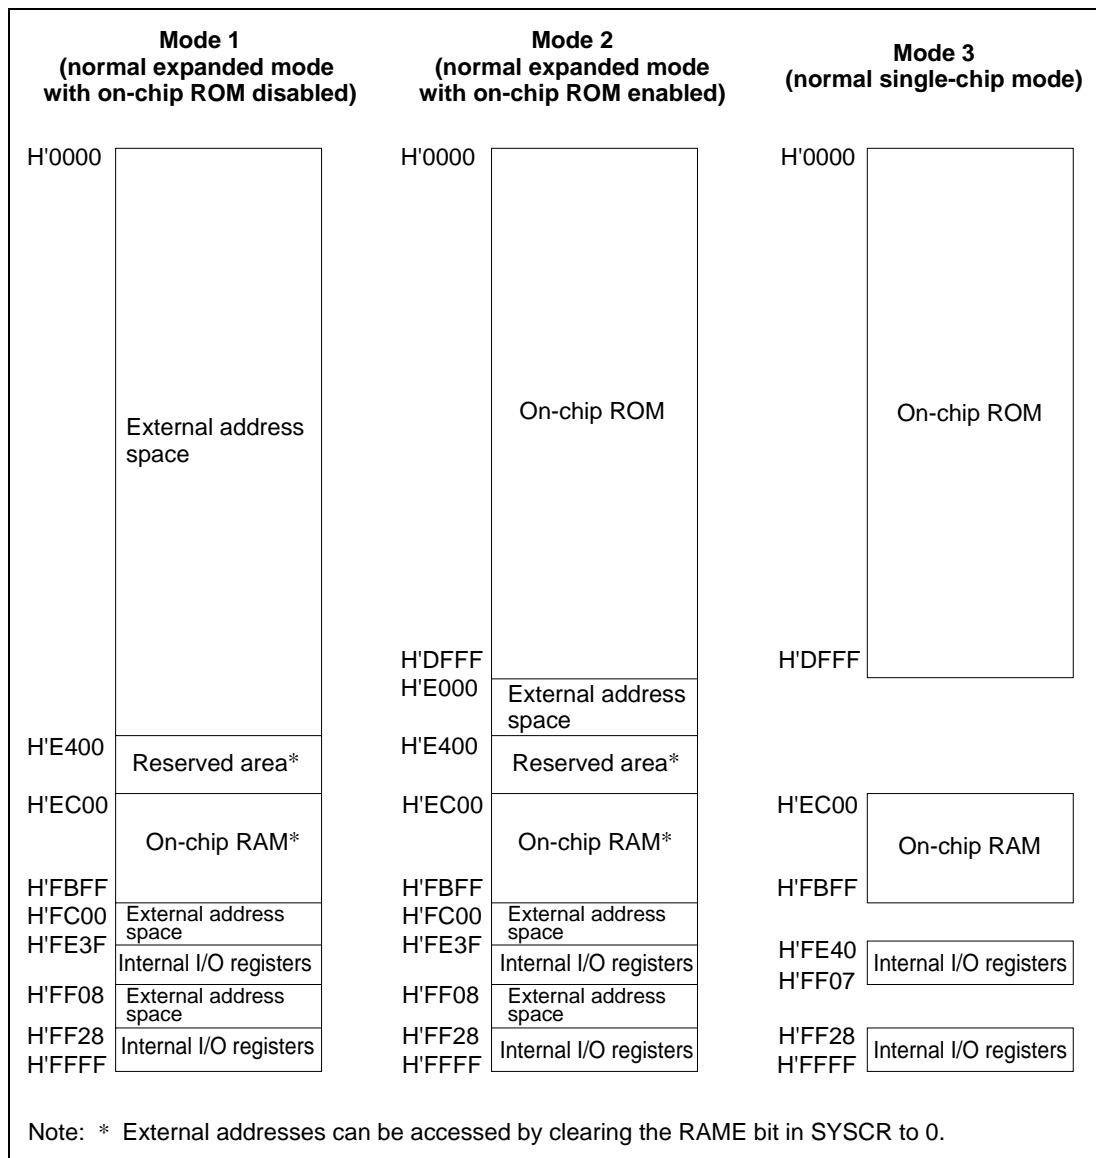 Mode 1
(normal expanded mode
with on-chip ROM disabled)
H'0000
External address
space
H'E400
Reserved area*
H'EC00
On-chip RAM*
H'FBFF
H'FC00
External address
space
H'FE3F
Internal I/O registers
H'FF08
External address
space
H'FF28
Internal I/O registers
H'FFFF
Mode 2
(normal expanded mode
with on-chip ROM enabled)
H'0000
On-chip ROM
H'DFFF
H'E000
External address
space
H'E400
Reserved area*
H'EC00
On-chip RAM*
H'FBFF
H'FC00
External address
space
H'FE3F
Internal I/O registers
H'FF08
External address
space
H'FF28
Internal I/O registers
H'FFFF
Mode 3
(normal single-chip mode)
H'0000
On-chip ROM
H'DFFF
H'EC00
On-chip RAM
H'FBFF
H'FE40
Internal I/O registers
H'FF07
H'FF28
Internal I/O registers
H'FFFF
Note: * External addresses can be accessed by clearing the RAME bit in SYSCR to 0.